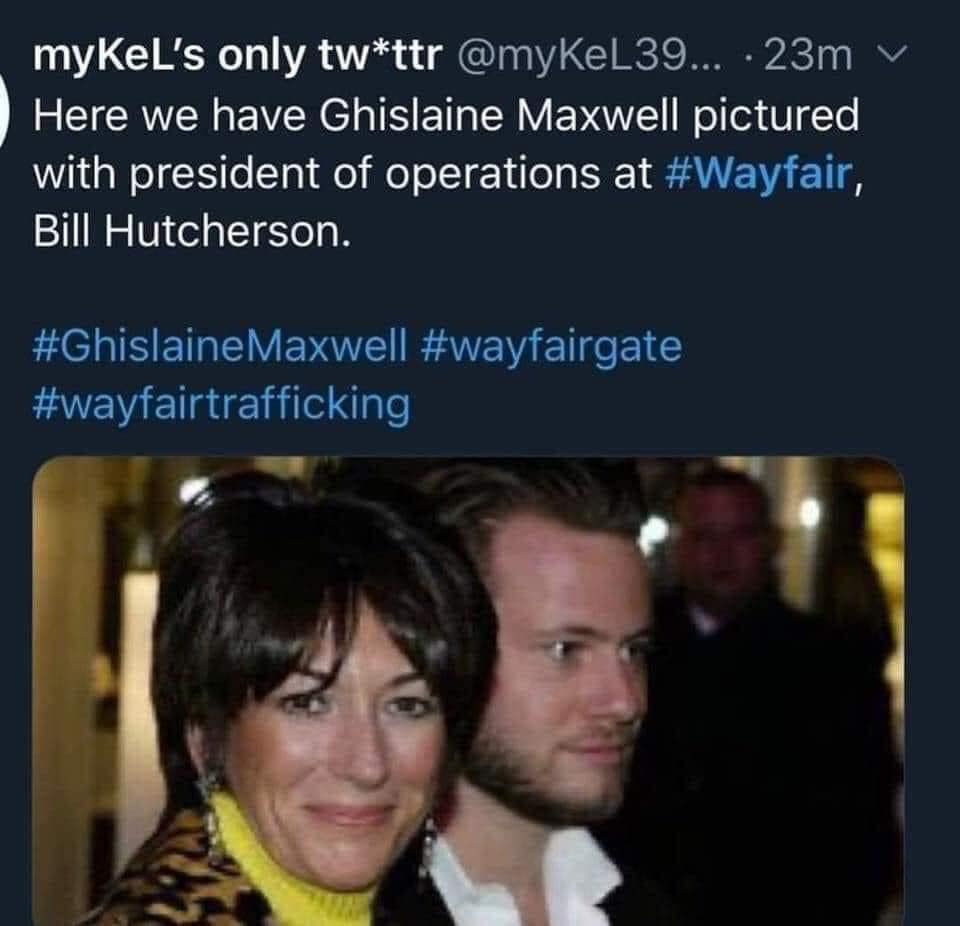 myKeL's only tw*ttr @myKeL39... · 23m
Here we have Ghislaine Maxwell pictured
with president of operations at #Wayfair,
Bill Hutcherson.
#GhislaineMaxwell #wayfairgate
#wayfairtrafficking